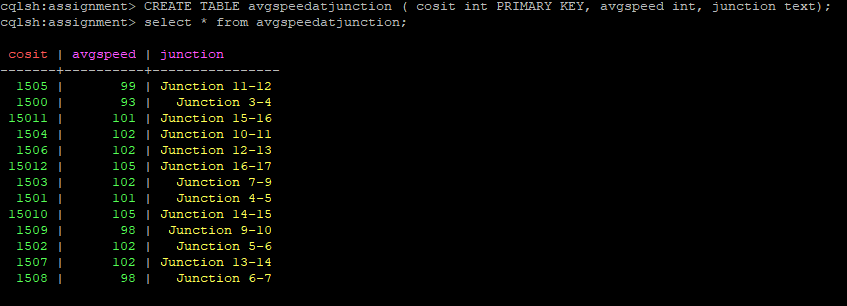 cqlsh:assignment> CREATE TABLE avgspeedatjunction ( cosit int PRIMARY KEY, avgspeed int, junction text);
cqlsh:assignment> select * from avgspeedatjunction;
 cosit | avgspeed | junction
-------+----------+----------------
  1505 |       99 | Junction 11-12
  1500 |       93 |   Junction 3-4
 15011 |      101 | Junction 15-16
  1504 |      102 | Junction 10-11
  1506 |      102 | Junction 12-13
 15012 |      105 | Junction 16-17
  1503 |      102 |   Junction 7-9
  1501 |      101 |   Junction 4-5
 15010 |      105 | Junction 14-15
  1509 |       98 |  Junction 9-10
  1502 |      102 |   Junction 5-6
  1507 |      102 | Junction 13-14
  1508 |       98 |   Junction 6-7